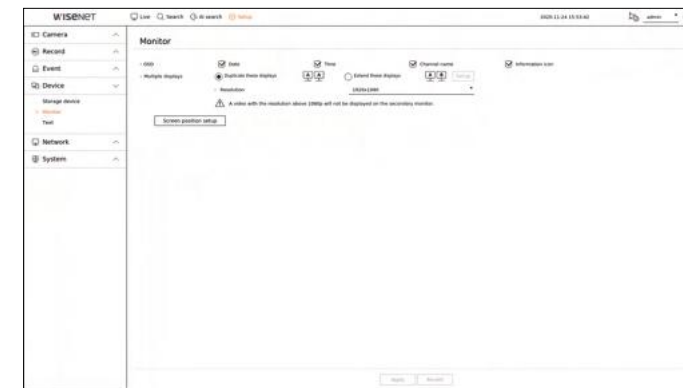 WISENET
Live Search AI search Setup
2025-11-24 15:53:42 admin
Camera
Record
Event
Device
Storage device
Monitor
Text
Network
System
Monitor
OSD Date Time Channel name Information icon
Multiple displays Duplicate these displays Extend these displays Setup
Resolution 1920x1080
A video with the resolution above 1080p will not be displayed on the secondary monitor.
Screen position setup
Apply Revert